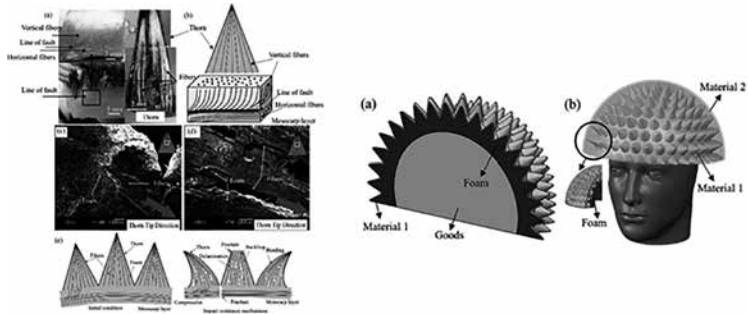 (a)
Vertical fibers
Line of fault
Horizontal fibers
Line of fault
Thorn
Fibers
(b)
Thorn
Vertical fibers
Line of fault
Horizontal fibers
Mesocarp layer
(c)
Thorn Tip Direction
(d)
Thorn Tip Direction
(e)
Fibers
Thorn
Foam
Initial condition
Mesocarp layer
Thorn
Delamination
Fracture
Buckling
Bending
Compression
Fracture
Mesocarp layer
Impact resistance mechanisms
(a)
Foam
Material 1
Goods
(b)
Material 2
Material 1
Foam